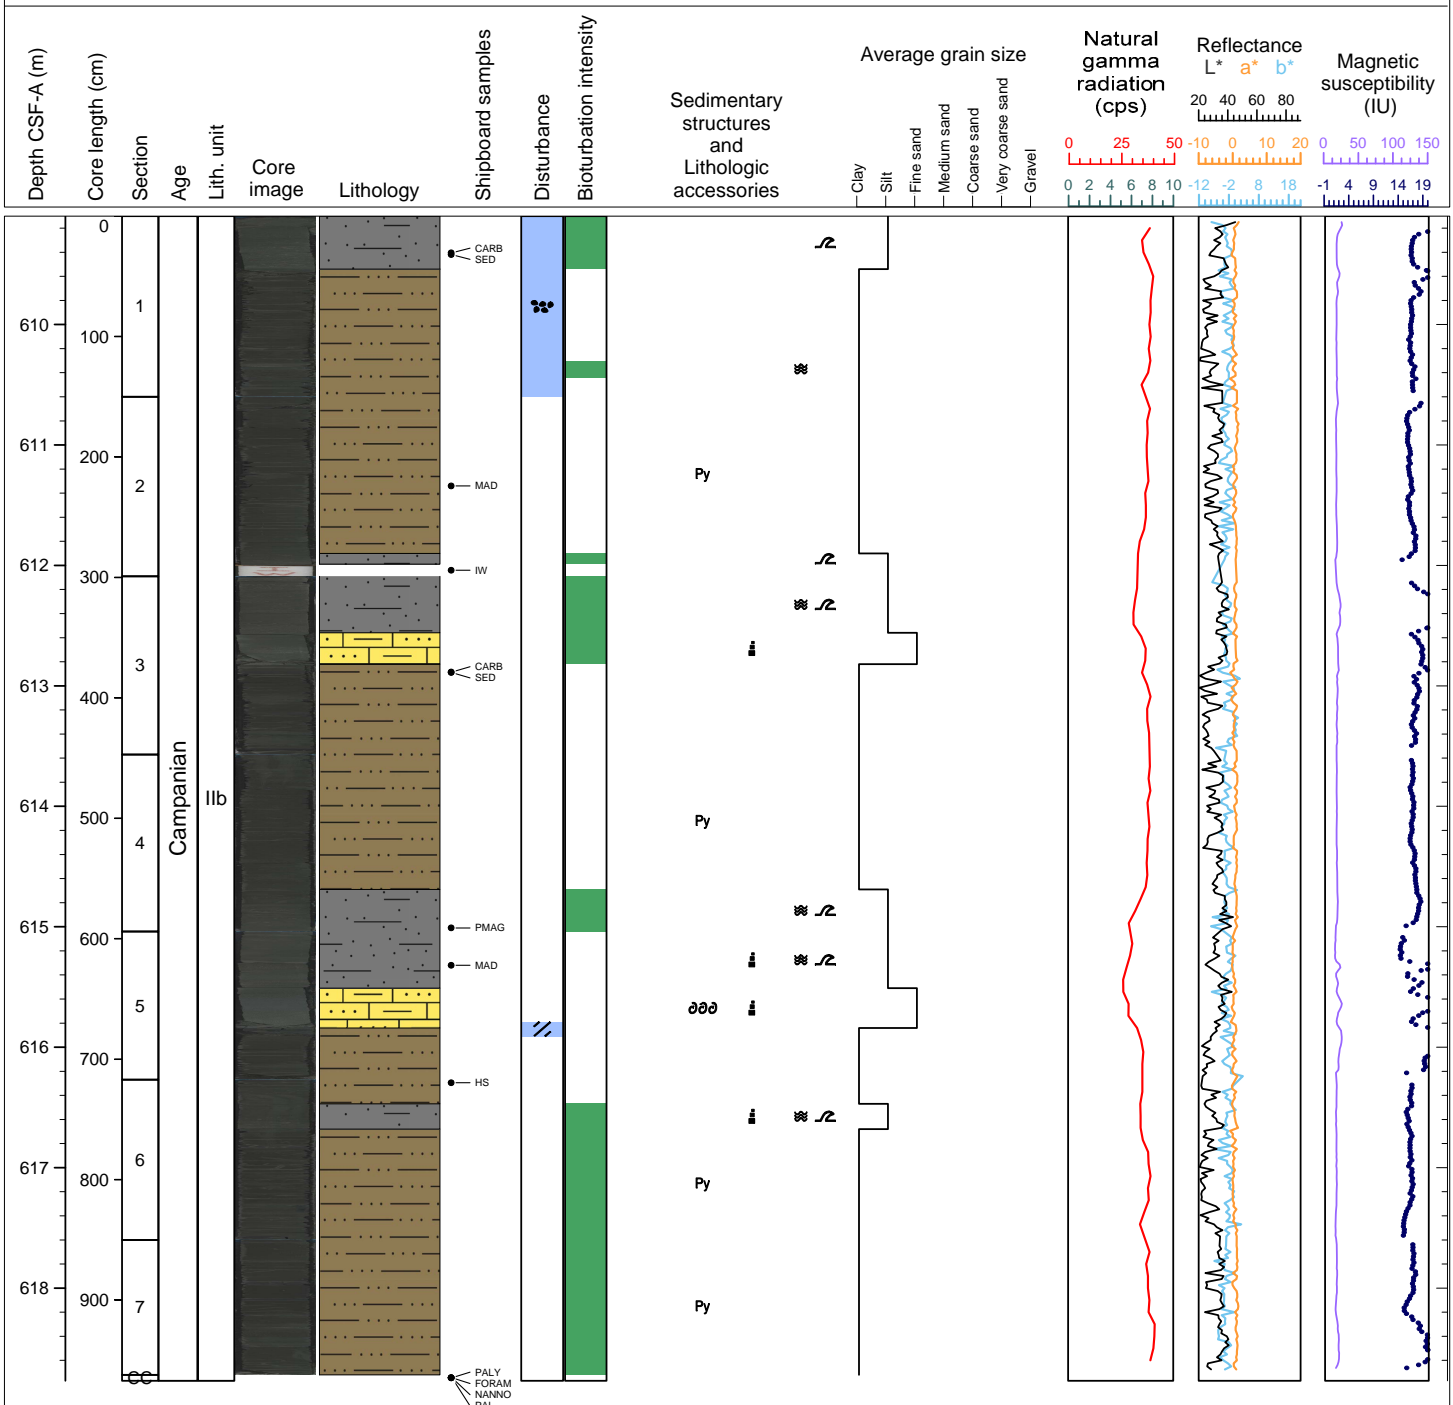 Depth CSF-A (m)
Core length (cm)
Section
Age
Lith. unit
Core
image
Lithology
Shipboard samples
Disturbance
Bioturbation intensity
Sedimentary
structures
and
Lithologic
accessories
Average grain size
Clay
Silt
Fine sand
Medium sand
Coarse sand
Very coarse sand
Gravel
Natural
gamma
radiation
(cps)
0 25 50
0 2 4 6 8 10
Reflectance
L* a* b*
20 40 60 80
-10 0 10 20
-12 -2 8 18
Magnetic
susceptibility
(IU)
0 50 100 150
-1 4 9 14 19
610
611
612
613
614
615
616
617
618
0
100
200
300
400
500
600
700
800
900
1
2
3
4
5
6
7
CC
Campanian
IIb
CARB
SED
MAD
IW
CARB
SED
PMAG
MAD
HS
PALY
FORAM
NANNO
PAL
Py
Py
Py
Py